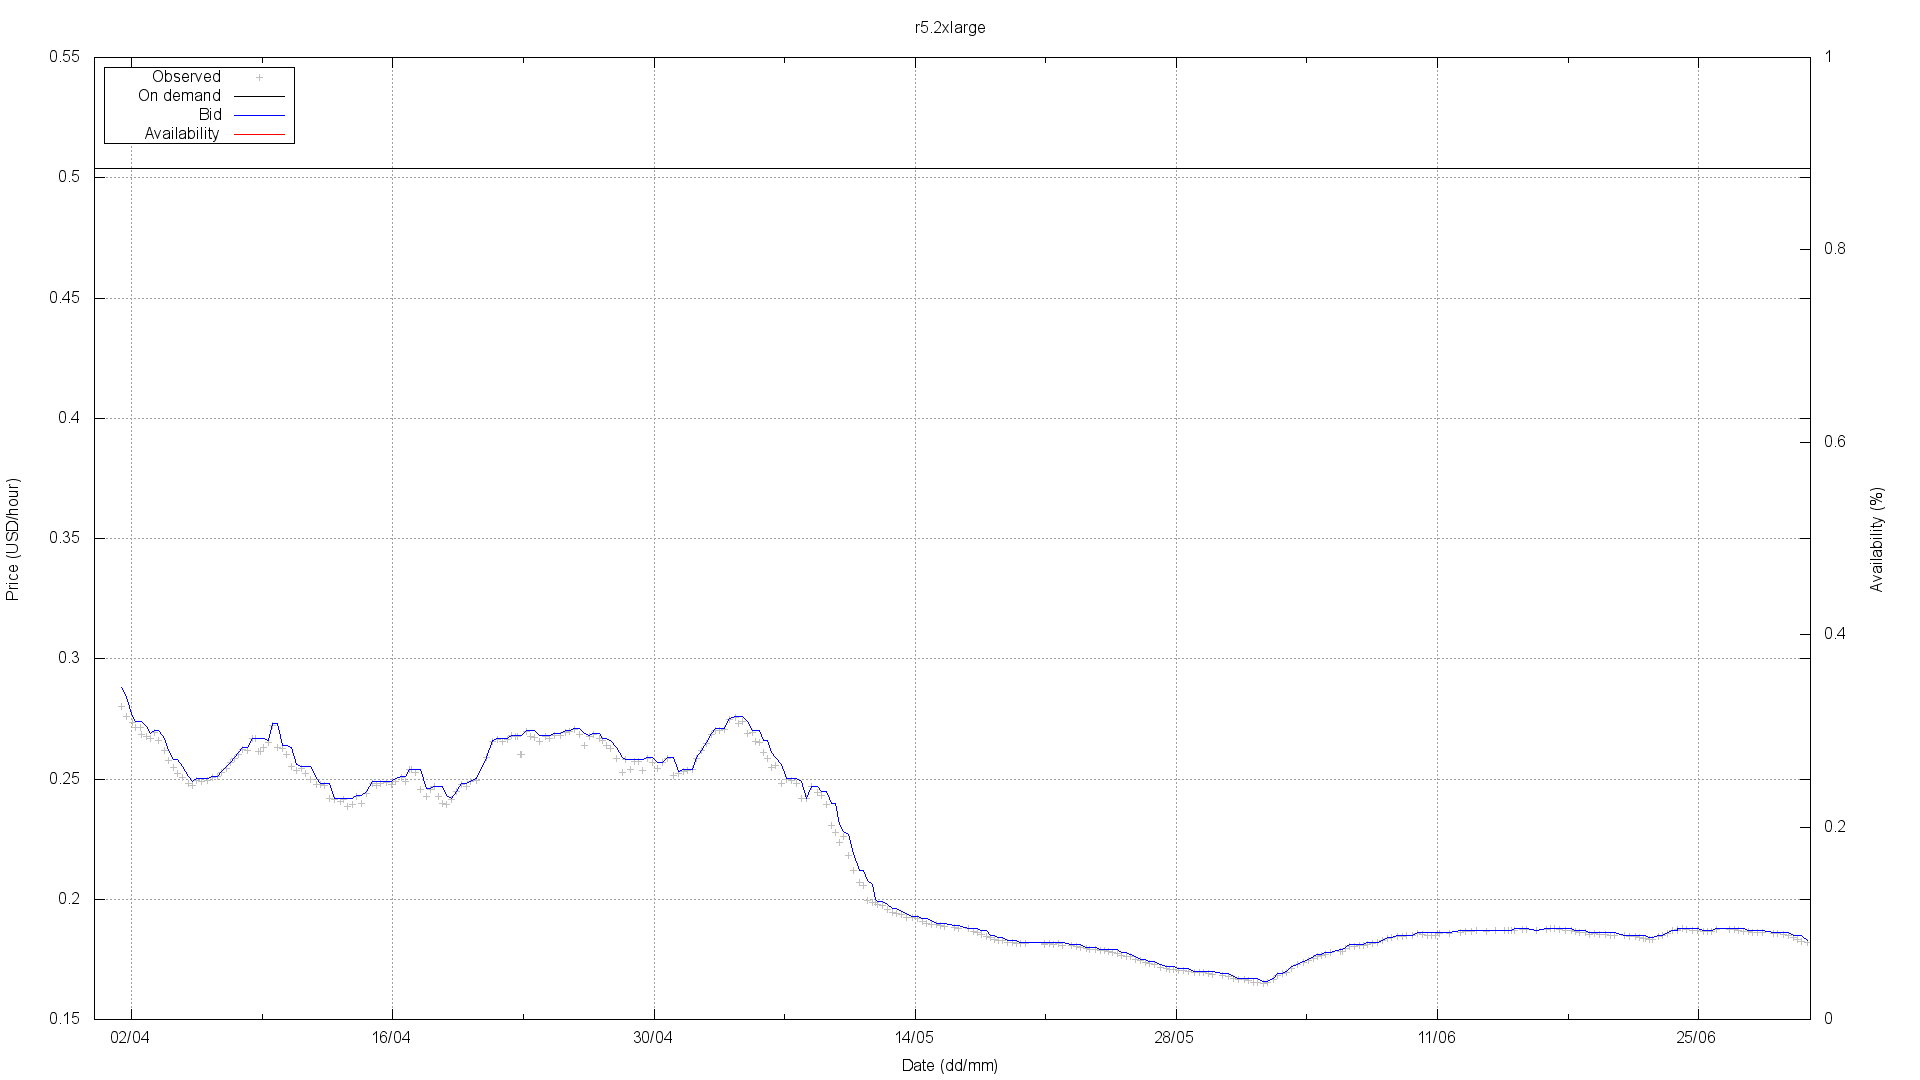 r5.2xlarge
Observed
On demand
Bid
Availability
0.55
0.5
0.45
0.4
0.35
0.3
0.25
0.2
0.15
1
0.8
0.6
0.4
0.2
0
Price (USD/hour)
Availability (%)
02/04 16/04 30/04 14/05 28/05 11/06 25/06
Date (dd/mm)